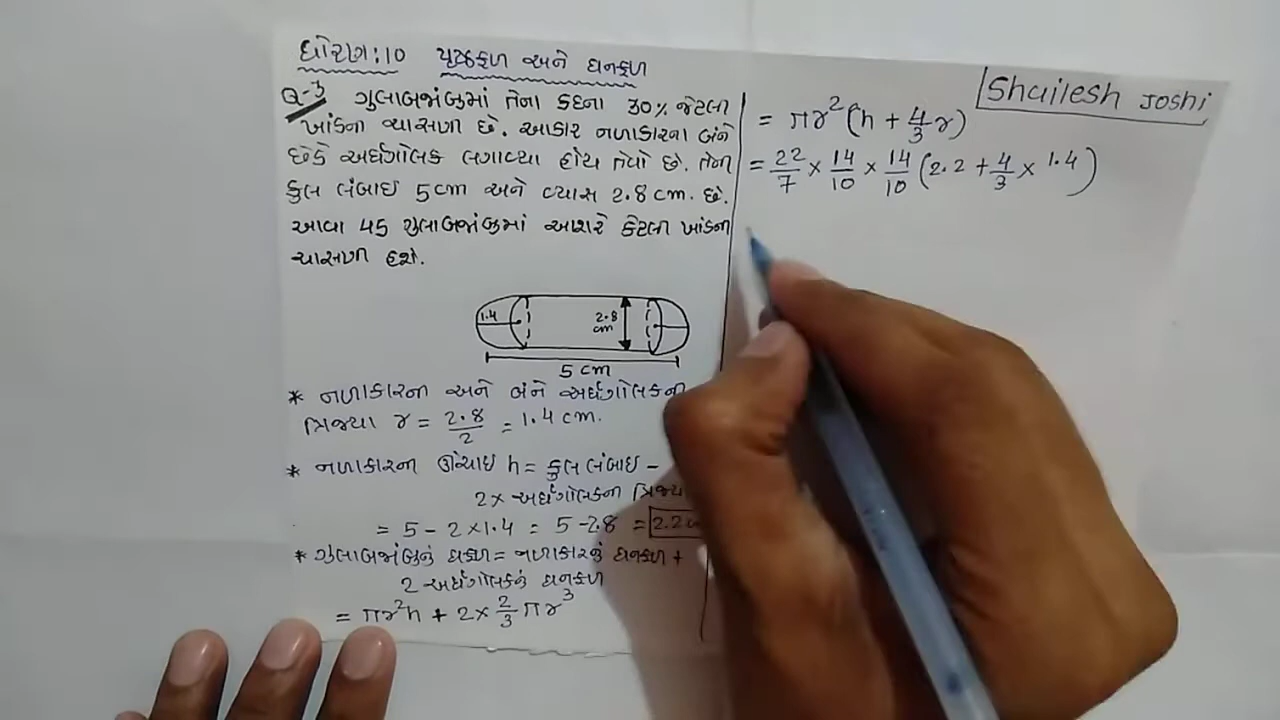 ધોરણ:10 પૃષ્ઠફળ અને ઘનફળ
Shailesh Joshi
Q-3 ગુલાબજાંબુમાં તેના કદના 30% જેટલી
ખાંડની ચાસણી છે. આકાર નળાકારના બંને
છેડે અર્ધગોલક લગાવ્યા હોય તેવો છે. તેની
કુલ લંબાઇ 5cm અને વ્યાસ 2.8 cm. છે.
આવા 45 ગુલાબજાંબુમાં આશરે કેટલી ખાંડની
ચાસણી હશે.
1.4 2.8 cm
5 cm
* નળાકારની અને બંને અર્ધગોલકની
ત્રિજ્યા r = 2.8/2 = 1.4 cm.
* નળાકારની ઊંચાઇ h = કુલ લંબાઇ -
2× અર્ધગોલકની
= 5 - 2×1.4 = 5 - 2.8 = 2.2
* ગુલાબજાંબુનું ઘનફળ = નળાકારનું ઘનફળ +
2 અર્ધગોલકનું ઘનફળ
= πr²h + 2× 2/3 πr³
= πr²(h + 4/3 r)
= 22/7 × 14/10 × 14/10 (2.2 + 4/3 × 1.4)